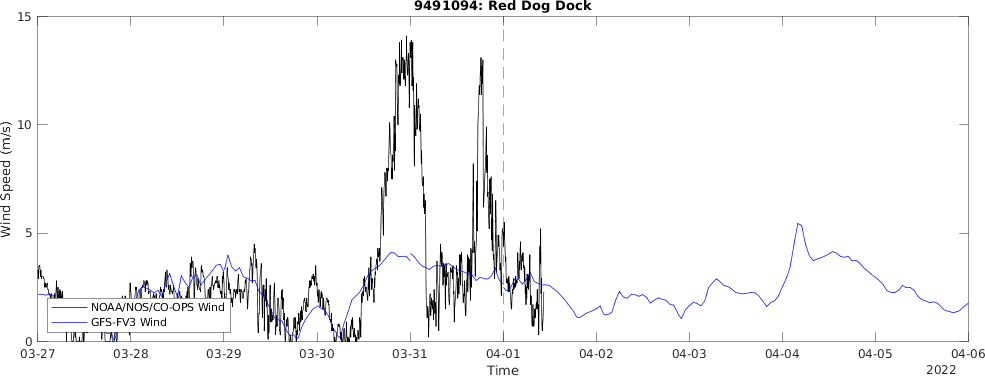 9491094: Red Dog Dock
15
10
5
0
Wind Speed (m/s)
NOAA/NOS/CO-OPS Wind
GFS-FV3 Wind
03-27 03-28 03-29 03-30 03-31 04-01 04-02 04-03 04-04 04-05 04-06
Time
2022